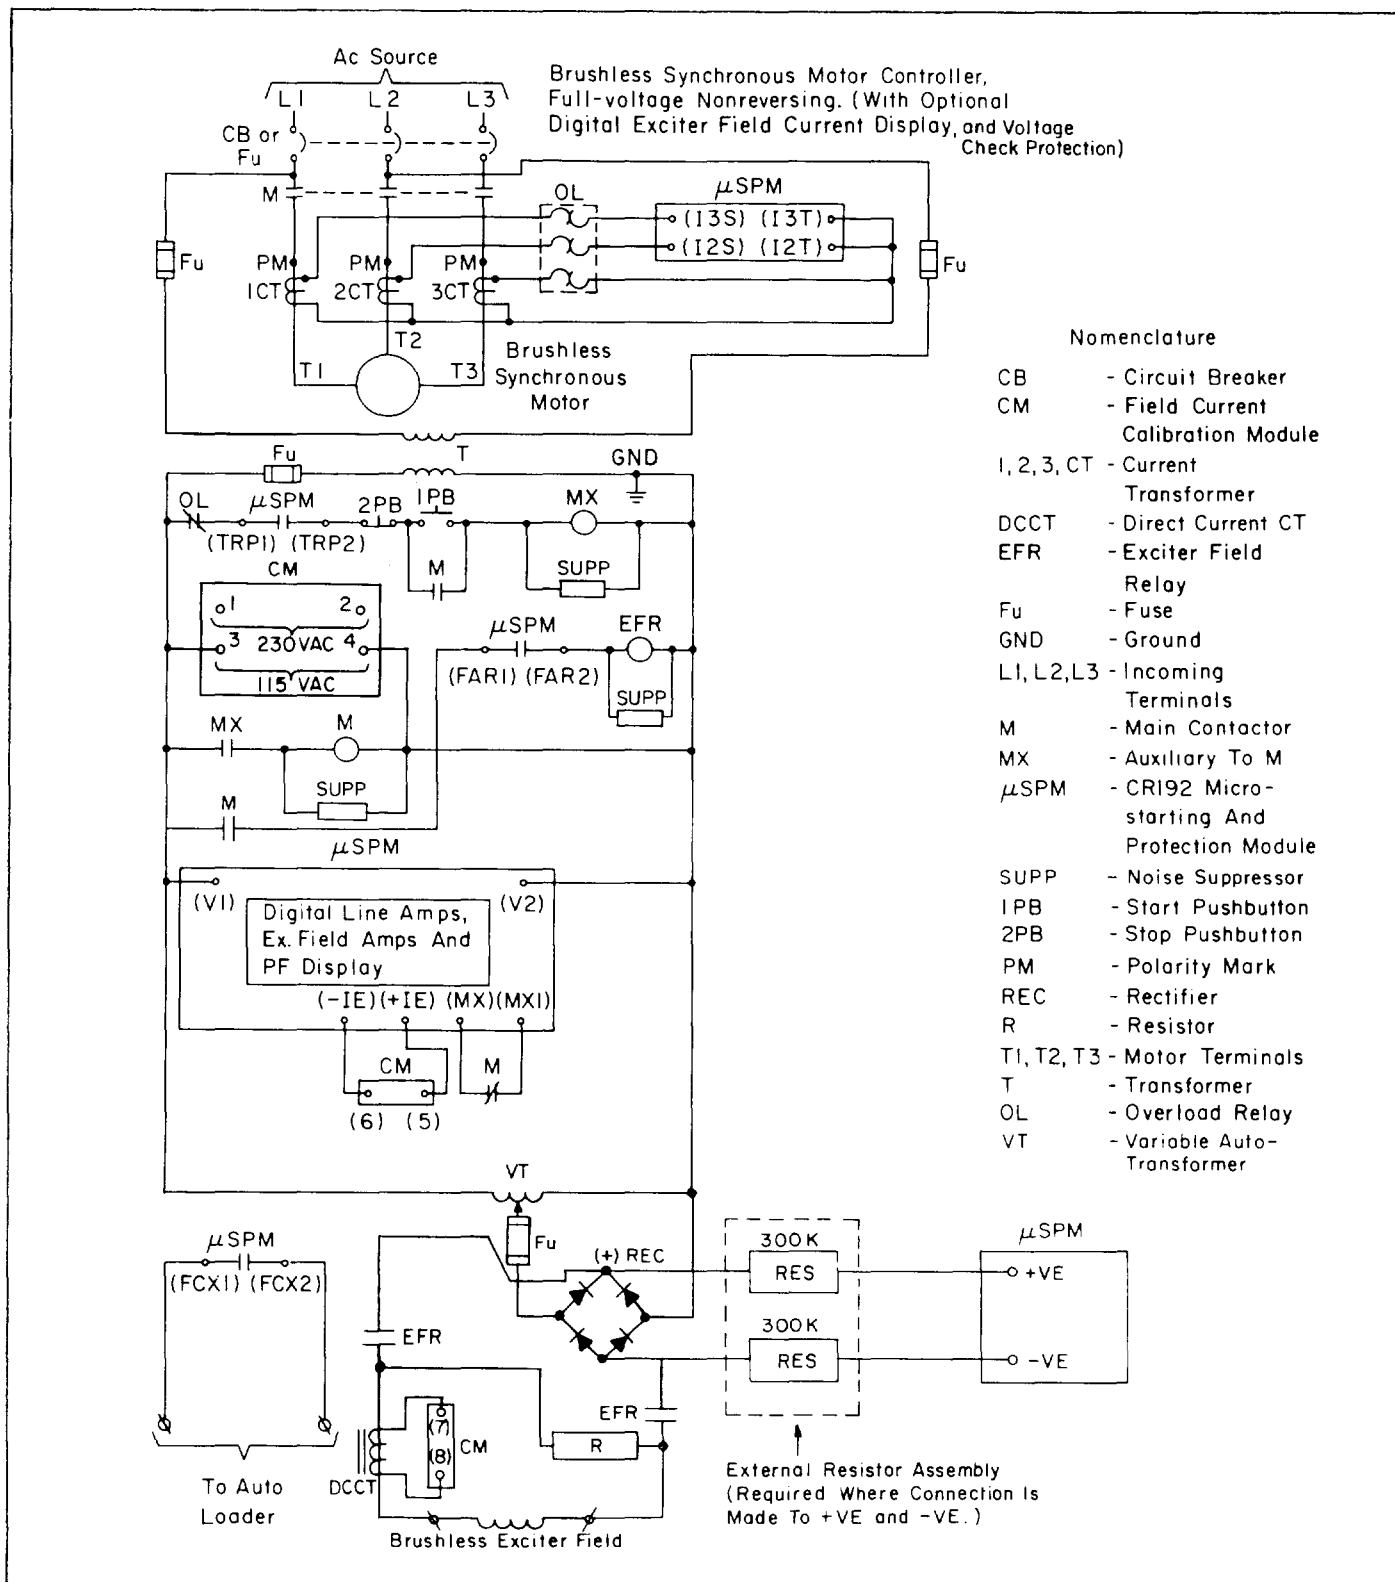 Ac Source
L1 L2 L3
CB or
Fu
Brushless Synchronous Motor Controller,
Full-voltage Nonreversing. (With Optional
Digital Exciter Field Current Display, and Voltage
Check Protection)
M
OL
μSPM
(I3S) (I3T)
(I2S) (I2T)
Fu
Fu
PM PM PM
1CT 2CT 3CT
T2
T1 T3
Brushless
Synchronous
Motor
T
Fu
GND
OL μSPM 2PB 1PB MX
(TRP1) (TRP2)
M
SUPP
CM
1 2
3 230VAC 4
115 VAC
μSPM EFR
(FAR1) (FAR2)
SUPP
MX M
SUPP
M
μSPM
(V1) (V2)
Digital Line Amps,
Ex. Field Amps And
PF Display
(-IE) (+IE) (MX) (MX1)
CM M
(6) (5)
VT
Fu
μSPM
(FCX1) (FCX2)
To Auto
Loader
(+) REC
EFR
EFR
300K
RES
300K
RES
μSPM
+VE
-VE
(7)
(8)
CM
DCCT
R
Brushless Exciter Field
External Resistor Assembly
(Required Where Connection Is
Made To +VE and -VE.)
Nomenclature
CB - Circuit Breaker
CM - Field Current
Calibration Module
1, 2, 3, CT - Current
Transformer
DCCT - Direct Current CT
EFR - Exciter Field
Relay
Fu - Fuse
GND - Ground
L1, L2, L3 - Incoming
Terminals
M - Main Contactor
MX - Auxiliary To M
μSPM - CR192 Micro-
starting And
Protection Module
SUPP - Noise Suppressor
1PB - Start Pushbutton
2PB - Stop Pushbutton
PM - Polarity Mark
REC - Rectifier
R - Resistor
T1, T2, T3 - Motor Terminals
T - Transformer
OL - Overload Relay
VT - Variable Auto-
Transformer